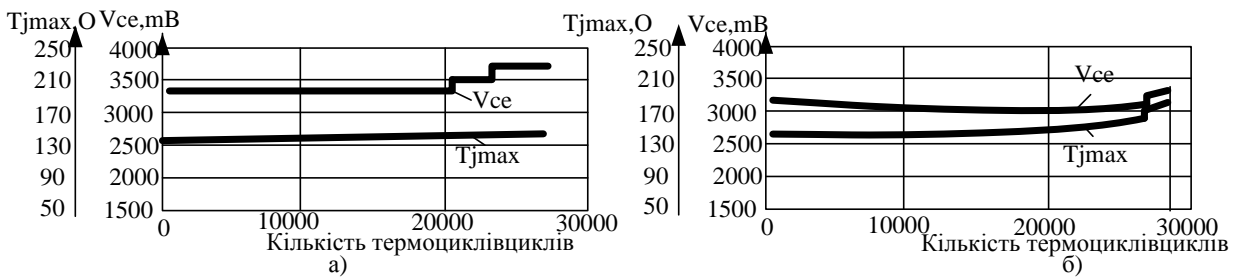 Tjmax,О Vce,mВ
250 4000
210 3500
170 3000
130 2500
90 2000
50 1500
Vce
Tjmax
0 10000 20000 30000
Кількість термоциклівциклів
а)
Tjmax,О Vce,mВ
250 4000
210 3500
170 3000
130 2500
90 2000
50 1500
Vce
Tjmax
0 10000 20000 30000
Кількість термоциклівциклів
б)